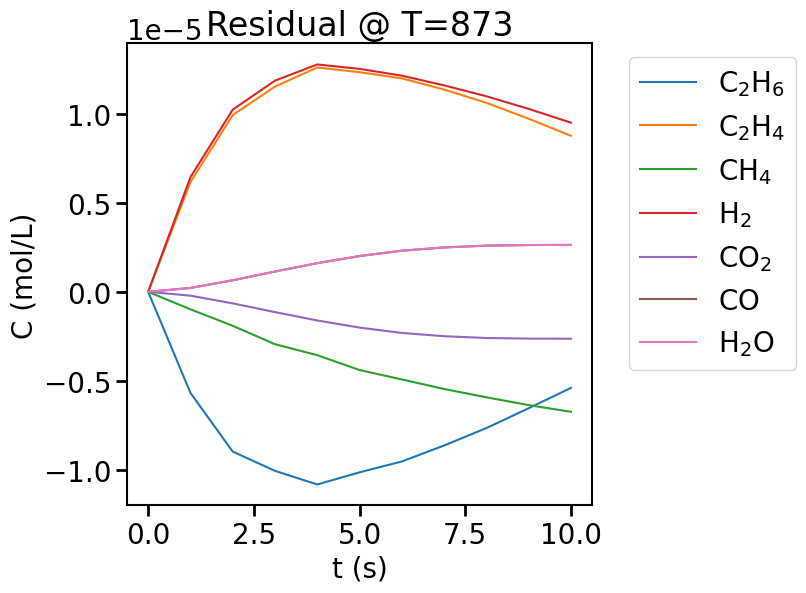 1e−5 Residual @ T=873
1.0
0.5
0.0
−0.5
−1.0
C (mol/L)
0.0 2.5 5.0 7.5 10.0
t (s)
C₂H₆
C₂H₄
CH₄
H₂
CO₂
CO
H₂O